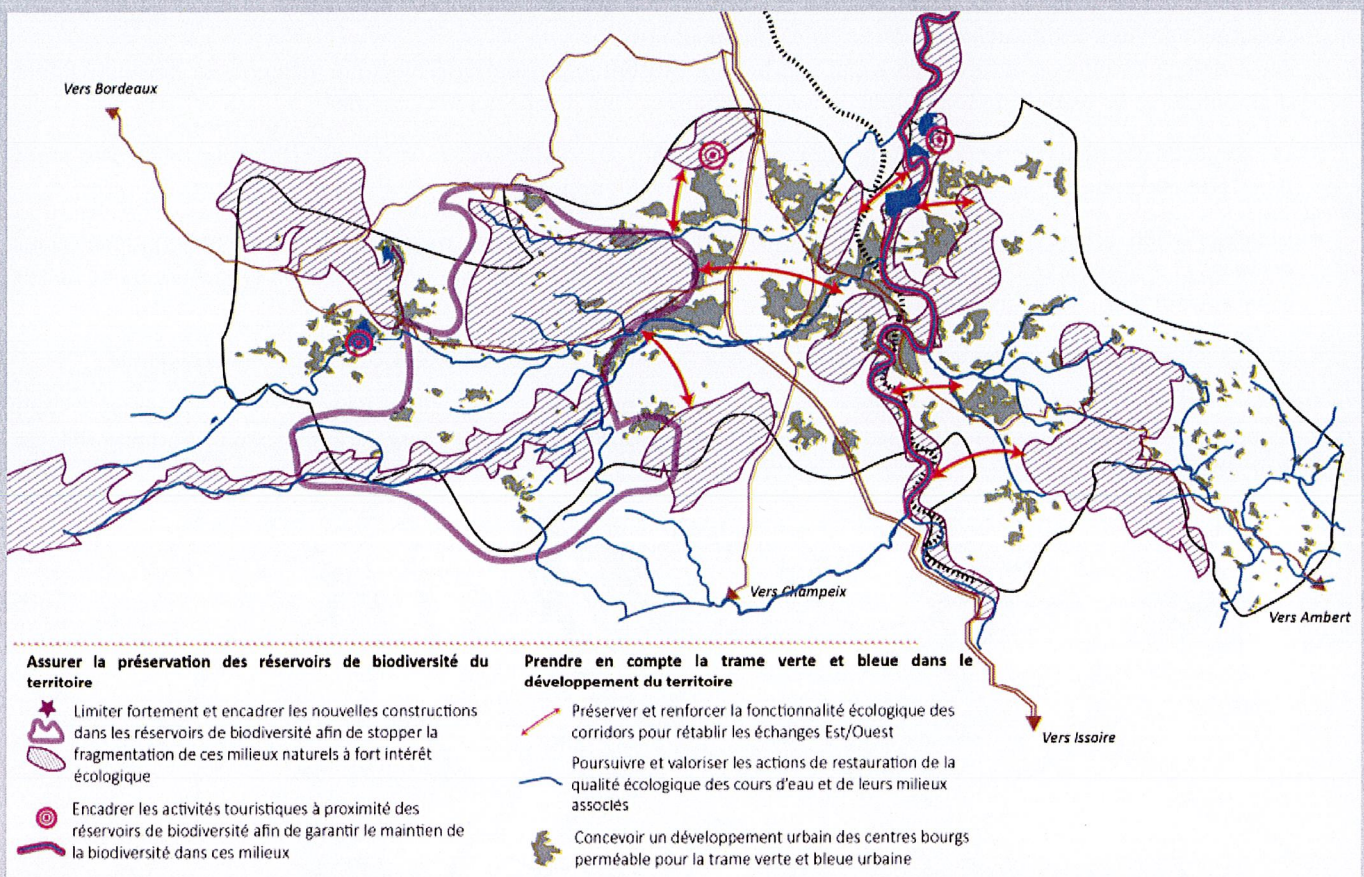 Vers Bordeaux
Vers Champeix
Vers Ambert
Vers Issoire
Assurer la préservation des réservoirs de biodiversité du
territoire
Limiter fortement et encadrer les nouvelles constructions
dans les réservoirs de biodiversité afin de stopper la
fragmentation de ces milieux naturels à fort intérêt
écologique
Encadrer les activités touristiques à proximité des
réservoirs de biodiversité afin de garantir le maintien de
la biodiversité dans ces milieux
Prendre en compte la trame verte et bleue dans le
développement du territoire
Préserver et renforcer la fonctionnalité écologique des
corridors pour rétablir les échanges Est/Ouest
Poursuivre et valoriser les actions de restauration de la
qualité écologique des cours d'eau et de leurs milieux
associés
Concevoir un développement urbain des centres bourgs
perméable pour la trame verte et bleue urbaine